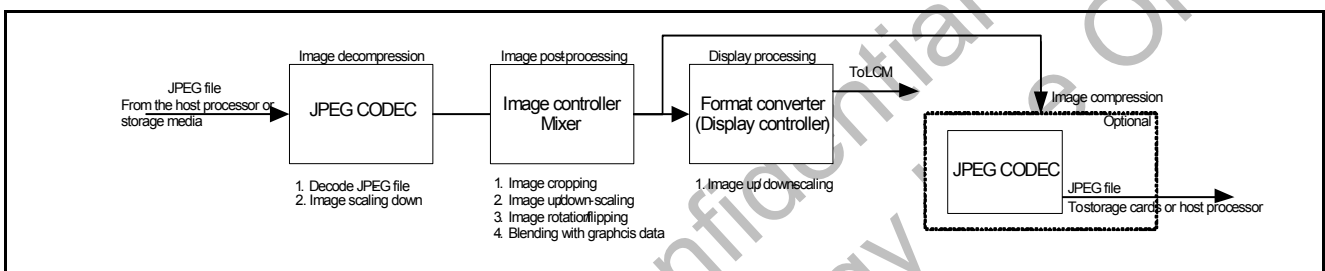 Image decompression
JPEG file
From the host processor or
storage media
JPEG CODEC
1. Decode JPEG file
2. Image scaling down
Image post-processing
Image controller
Mixer
1. Image cropping
2. Image up/down-scaling
3. Image rotation/flipping
4. Blending with graphcis data
Display processing
Format converter
(Display controller)
1. Image up/downscaling
To LCM
Image compression
Optional
JPEG CODEC
JPEG file
To storage cards or host processor